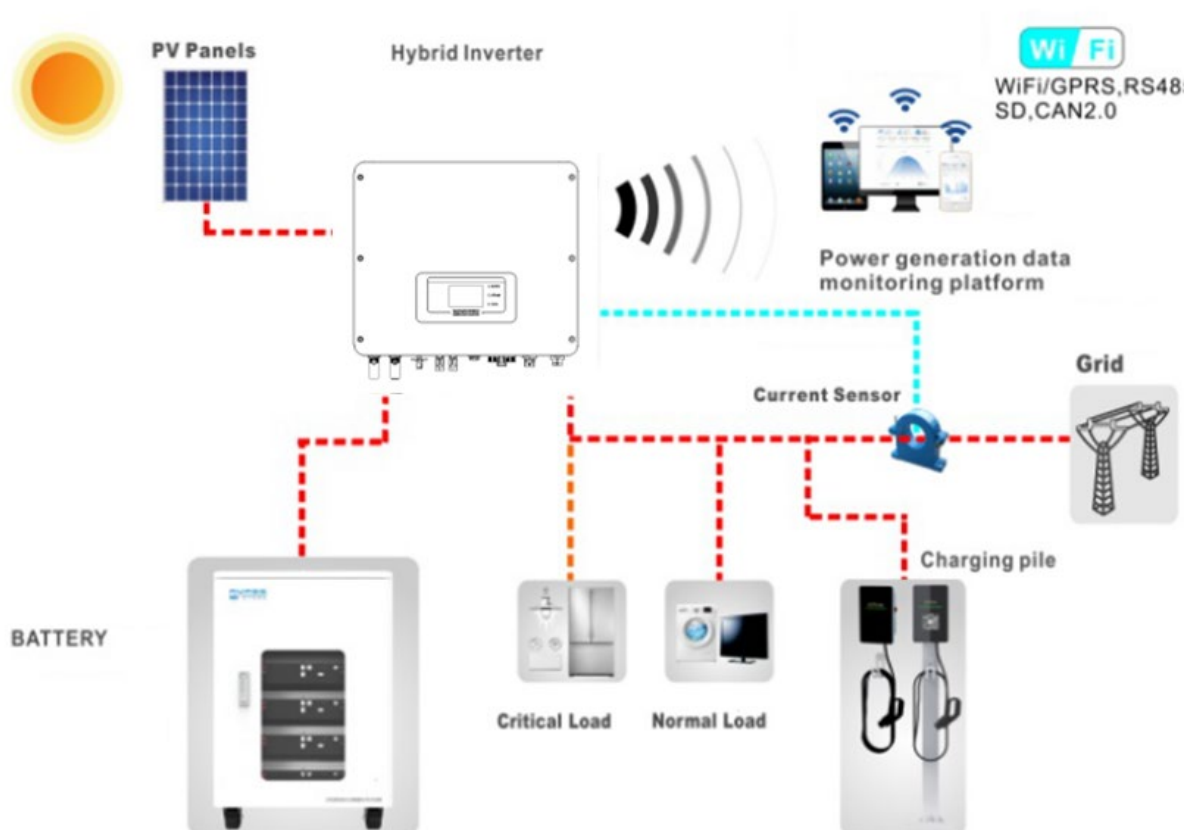 PV Panels
Hybrid Inverter
Wi Fi
WiFi/GPRS,RS485
SD,CAN2.0
Power generation data
monitoring platform
Grid
Current Sensor
Charging pile
BATTERY
Critical Load
Normal Load